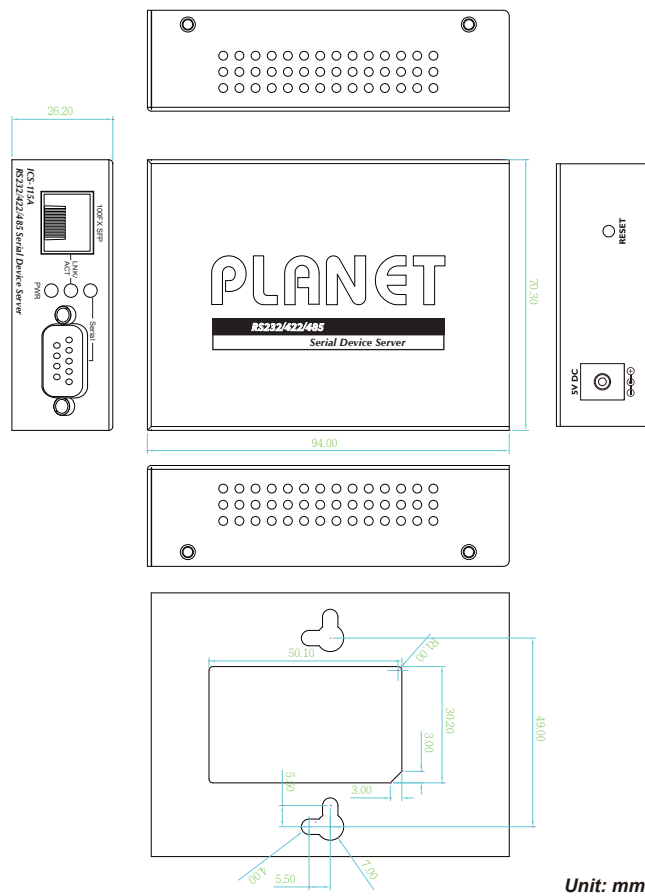 26.20
ICS-115A
RS232/422/485 Serial Device Server
100FX SFP
LNK/
ACT
PWR
Serial
PLANET
RS232/422/485
Serial Device Server
70.30
94.00
RESET
5V DC
50.10
R1.00
30.20
49.00
3.00
3.00
5.50
5.50
4.00
7.00
Unit: mm